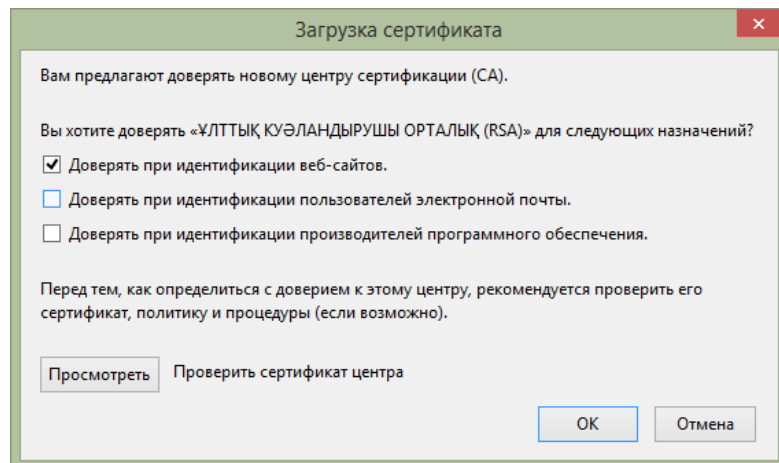 Загрузка сертификата
Вам предлагают доверять новому центру сертификации (CA).
Вы хотите доверять «ҰЛТТЫҚ КУӘЛАНДЫРУШЫ ОРТАЛЫҚ (RSA)» для следующих назначений?
Доверять при идентификации веб-сайтов.
Доверять при идентификации пользователей электронной почты.
Доверять при идентификации производителей программного обеспечения.
Перед тем, как определиться с доверием к этому центру, рекомендуется проверить его
сертификат, политику и процедуры (если возможно).
Просмотреть Проверить сертификат центра
ОК Отмена